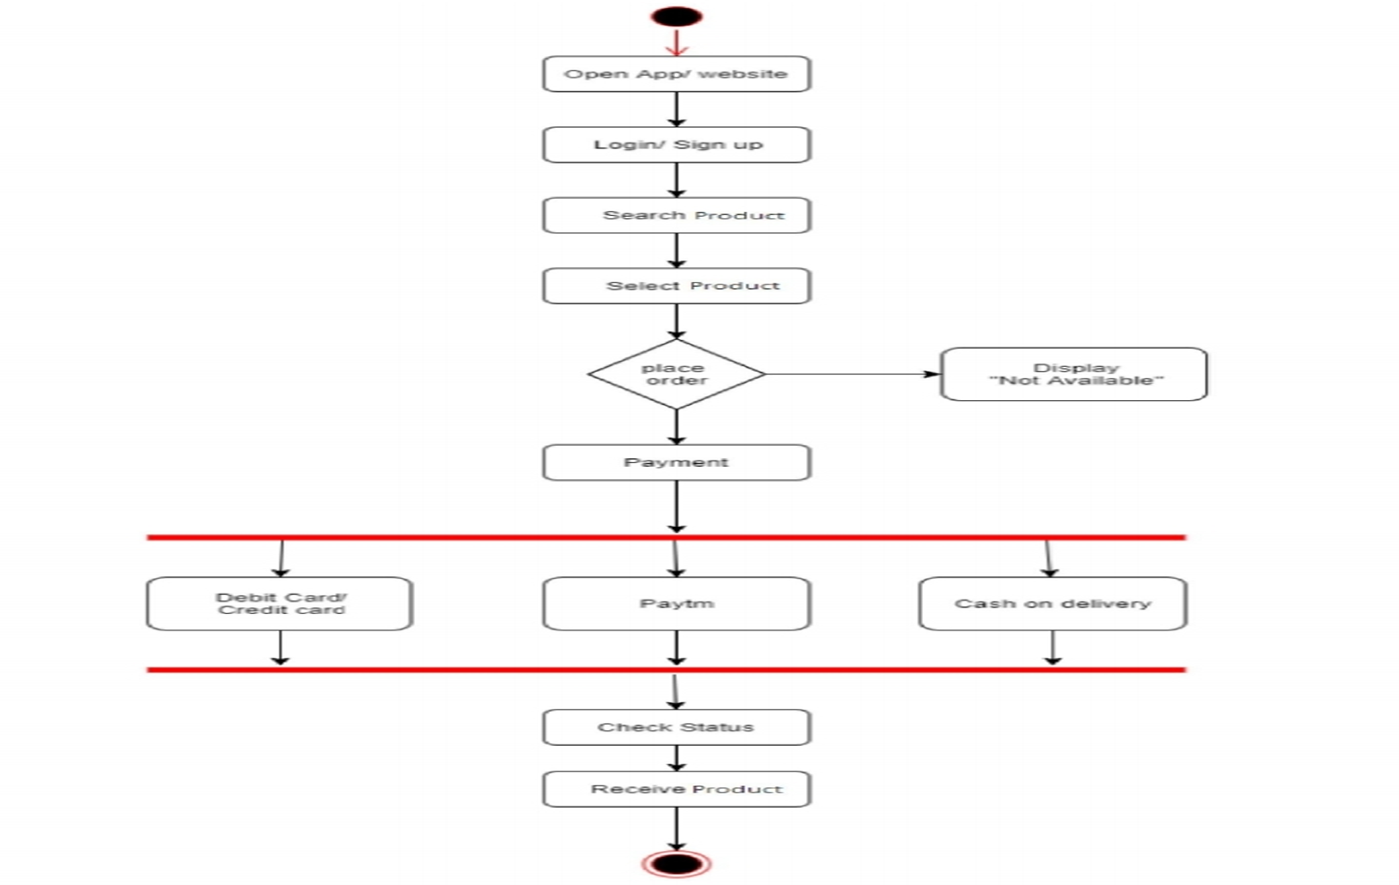 Open App/ website
Login/ Sign up
Search Product
Select Product
place
order
Display
"Not Available"
Payment
Debit Card/
Credit card
Paytm
Cash on delivery
Check Status
Receive Product